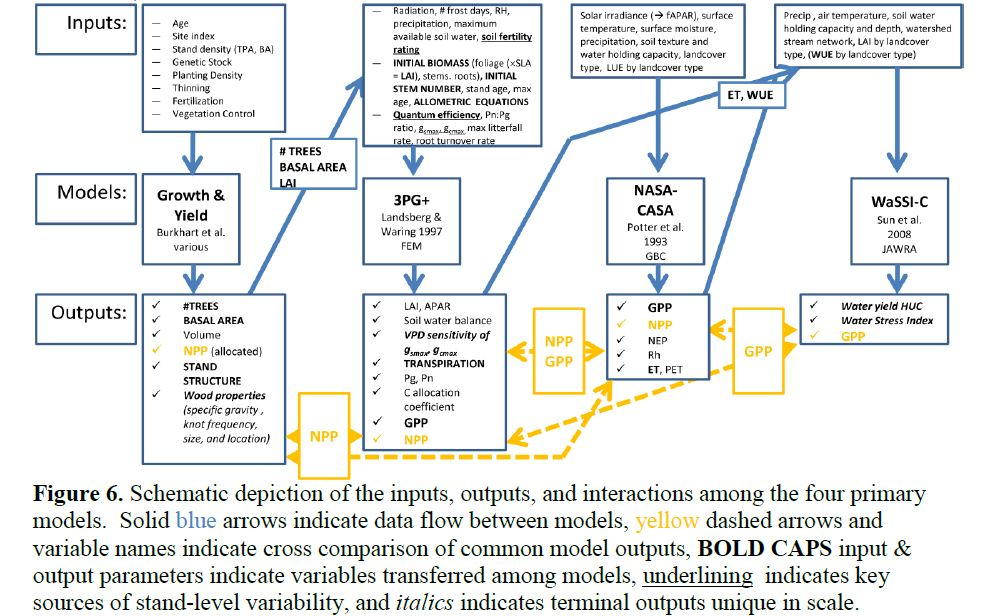 Inputs:
Age
Site index
Stand density (TPA, BA)
Genetic Stock
Planting Density
Thinning
Fertilization
Vegetation Control
Radiation, # frost days, RH,
precipitation, maximum
available soil water, soil fertility
rating
INITIAL BIOMASS (foliage (×SLA
= LAI), stems. roots), INITIAL
STEM NUMBER, stand age, max
age, ALLOMETRIC EQUATIONS
Quantum efficiency, Pn:Pg
ratio, gsmax, gcmax, max litterfall
rate, root turnover rate
Solar irradiance (→ fAPAR), surface
temperature, surface moisture,
precipitation, soil texture and
water holding capacity, landcover
type, LUE by landcover type
Precip , air temperature, soil water
holding capacity and depth, watershed
stream network, LAI by landcover
type, (WUE by landcover type)
ET, WUE
# TREES
BASAL AREA
LAI
Models:
Growth &
Yield
Burkhart et al.
various
3PG+
Landsberg &
Waring 1997
FEM
NASA-
CASA
Potter et al.
1993
GBC
WaSSI-C
Sun et al.
2008
JAWRA
Outputs:
✓ #TREES
✓ BASAL AREA
✓ Volume
✓ NPP (allocated)
✓ STAND
STRUCTURE
✓ Wood properties
(specific gravity ,
knot frequency,
size, and location)
NPP
✓ LAI, APAR
✓ Soil water balance
✓ VPD sensitivity of
gsmax, gcmax
✓ TRANSPIRATION
✓ Pg, Pn
✓ C allocation
coefficient
✓ GPP
✓ NPP
NPP
GPP
✓ GPP
✓ NPP
✓ NEP
✓ Rh
✓ ET, PET
GPP
✓ Water yield HUC
✓ Water Stress Index
✓ GPP
Figure 6. Schematic depiction of the inputs, outputs, and interactions among the four primary
models. Solid blue arrows indicate data flow between models, yellow dashed arrows and
variable names indicate cross comparison of common model outputs, BOLD CAPS input &
output parameters indicate variables transferred among models, underlining indicates key
sources of stand-level variability, and italics indicates terminal outputs unique in scale.